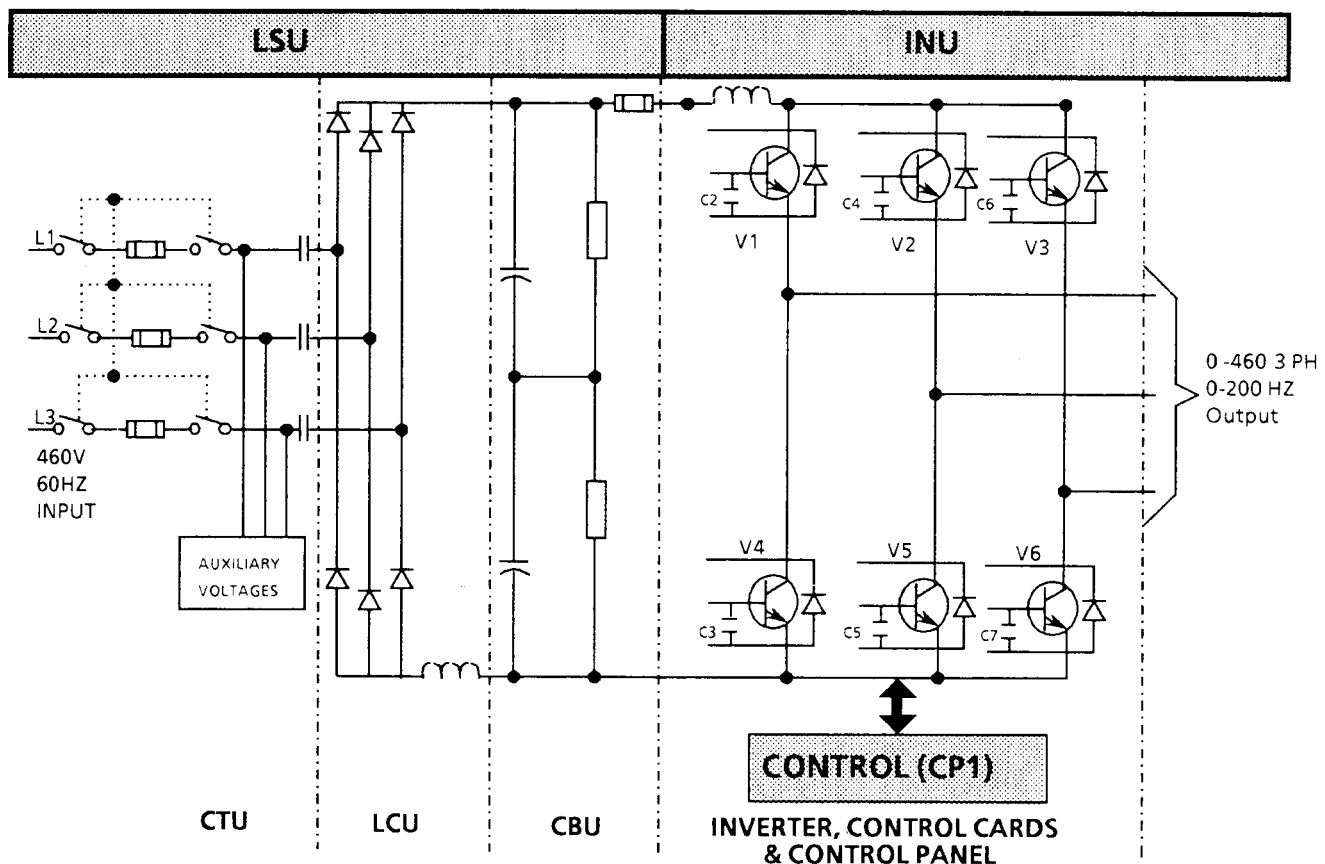 LSU
INU
L1
L2
L3
460V
60HZ
INPUT
AUXILIARY
VOLTAGES
C2
C4
C6
V1
V2
V3
0-460 3 PH
0-200 HZ
Output
V4
V5
V6
C3
C5
C7
CONTROL (CP1)
CTU
LCU
CBU
INVERTER, CONTROL CARDS
& CONTROL PANEL